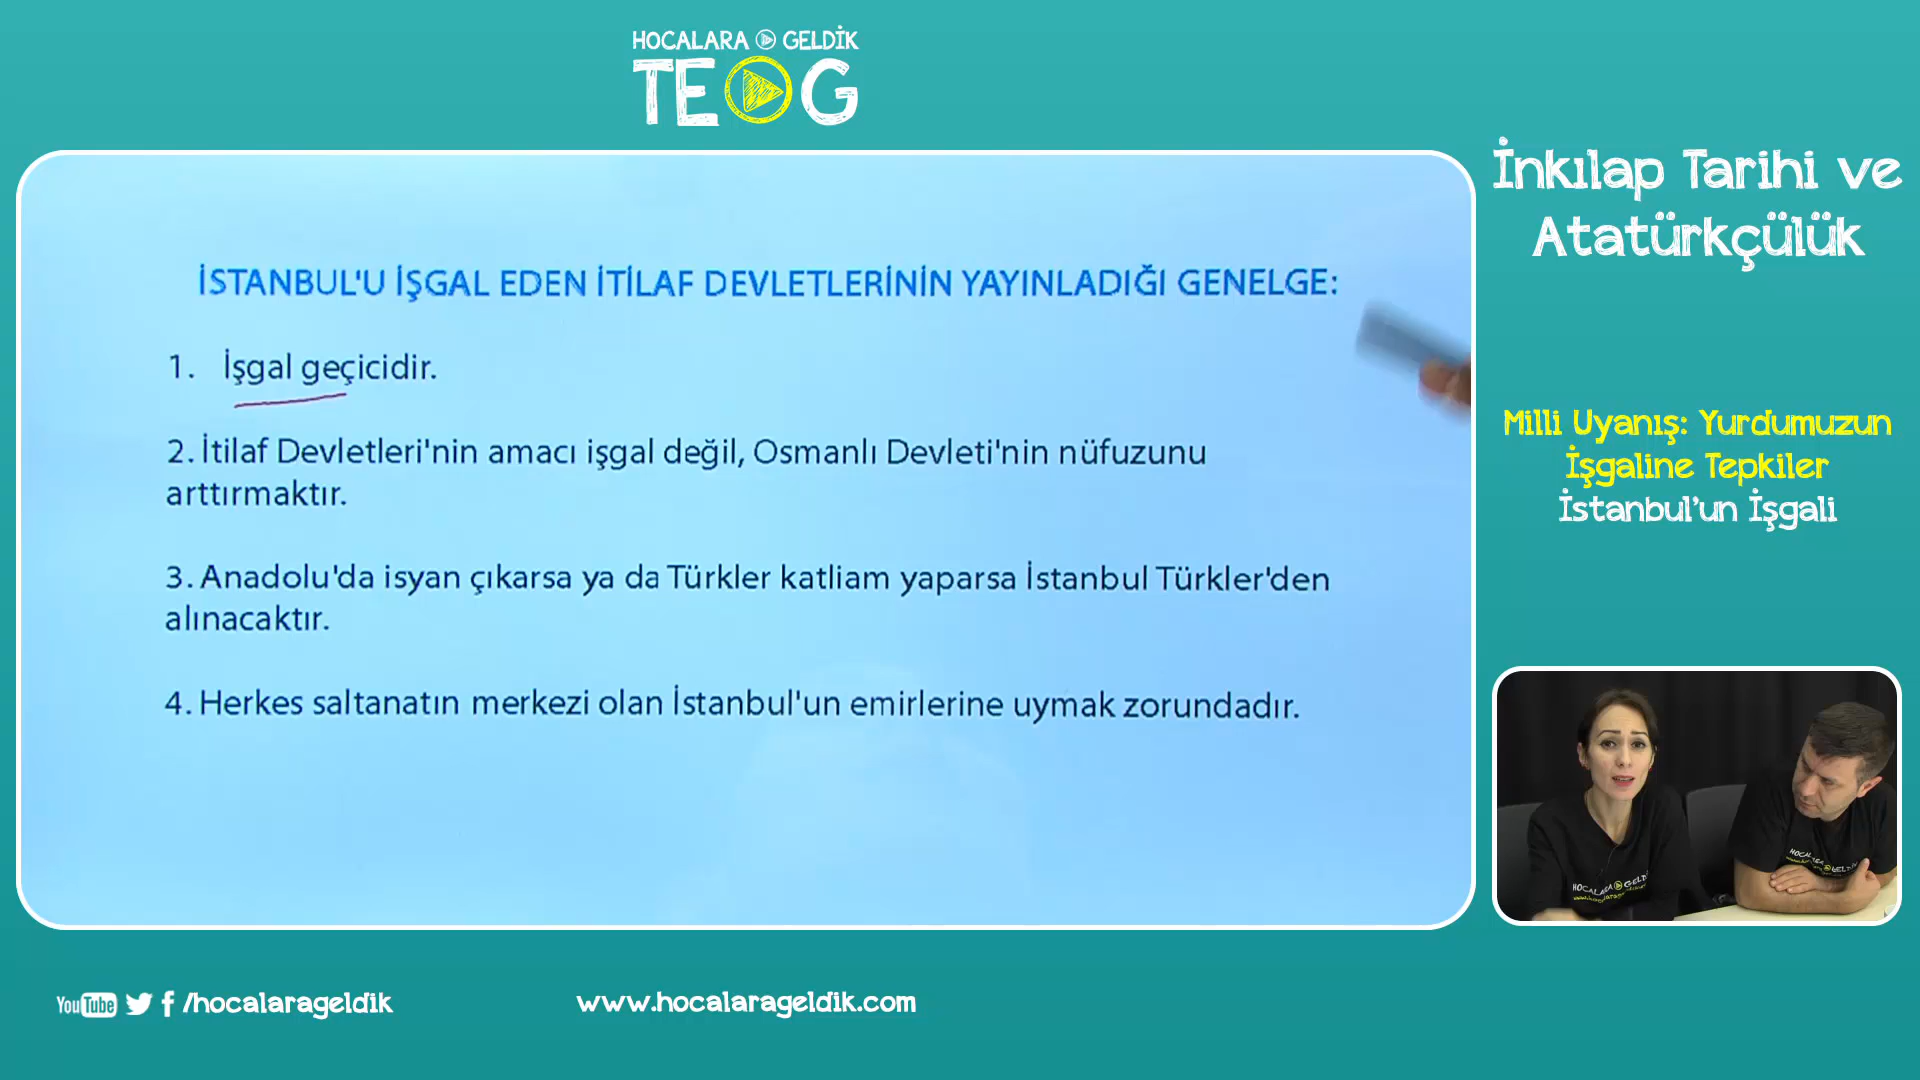 HOCALARA GELDİK
TEOG
İnkılap Tarihi ve
Atatürkçülük
İSTANBUL'U İŞGAL EDEN İTİLAF DEVLETLERİNİN YAYINLADIĞI GENELGE:
1. İşgal geçicidir.
2. İtilaf Devletleri'nin amacı işgal değil, Osmanlı Devleti'nin nüfuzunu
arttırmaktır.
3. Anadolu'da isyan çıkarsa ya da Türkler katliam yaparsa İstanbul Türkler'den
alınacaktır.
4. Herkes saltanatın merkezi olan İstanbul'un emirlerine uymak zorundadır.
Milli Uyanış: Yurdumuzun
İşgaline Tepkiler
İstanbul'un İşgali
HOCALARA GELDİK
YouTube /hocalarageldik
www.hocalarageldik.com